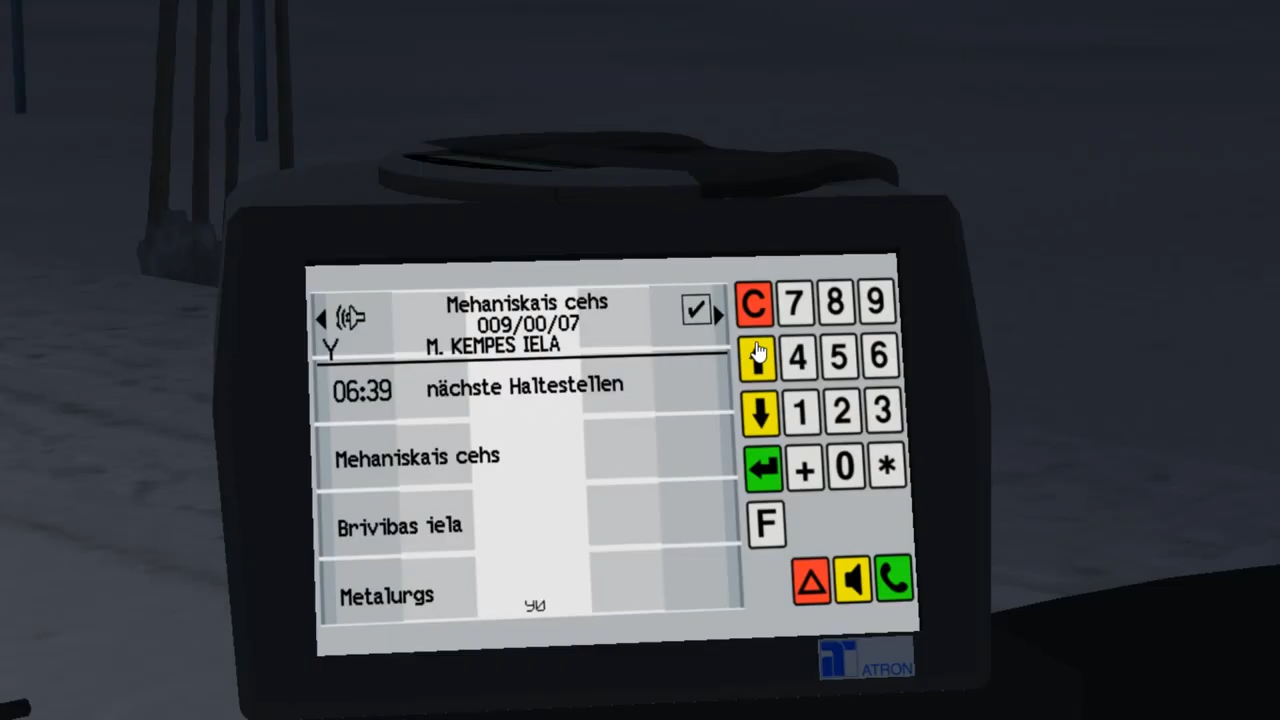 Mehaniskais cehs
009/00/07
Y M. KEMPES IELA
06:39 nächste Haltestellen
Mehaniskais cehs
Brivibas iela
Metalurgs
C 7 8 9
4 5 6
1 2 3
+ 0 *
F
ATRON